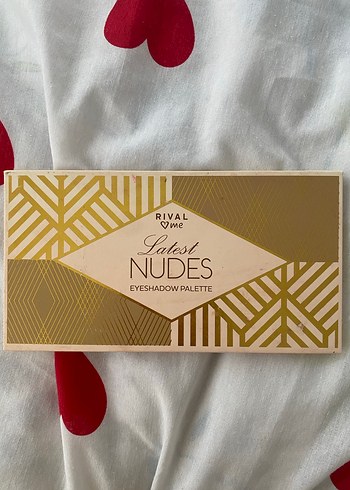 RIVAL
♡me
Latest
NUDES
EYESHADOW PALETTE